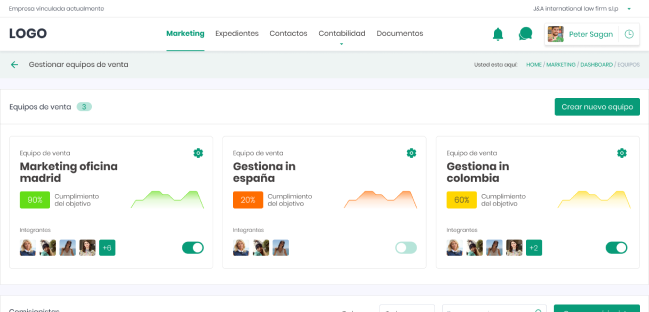 Empresa vinculada actualmente
J&A International law firm s.l.p
LOGO
Marketing
Expedientes
Contactos
Contabilidad
Documentos
Peter Sagan
Gestionar equipos de venta
Usted esta aquí: HOME / MARKETING / DASHBOARD / EQUIPOS
Equipos de venta 3
Crear nuevo equipo
Equipo de venta
Marketing oficina
madrid
90%
Cumplimiento
del objetivo
Integrantes
+6
Equipo de venta
Gestiona in
españa
20%
Cumplimiento
del objetivo
Integrantes
Equipo de venta
Gestiona in
colombia
60%
Cumplimiento
del objetivo
Integrantes
+2
Comisionistas